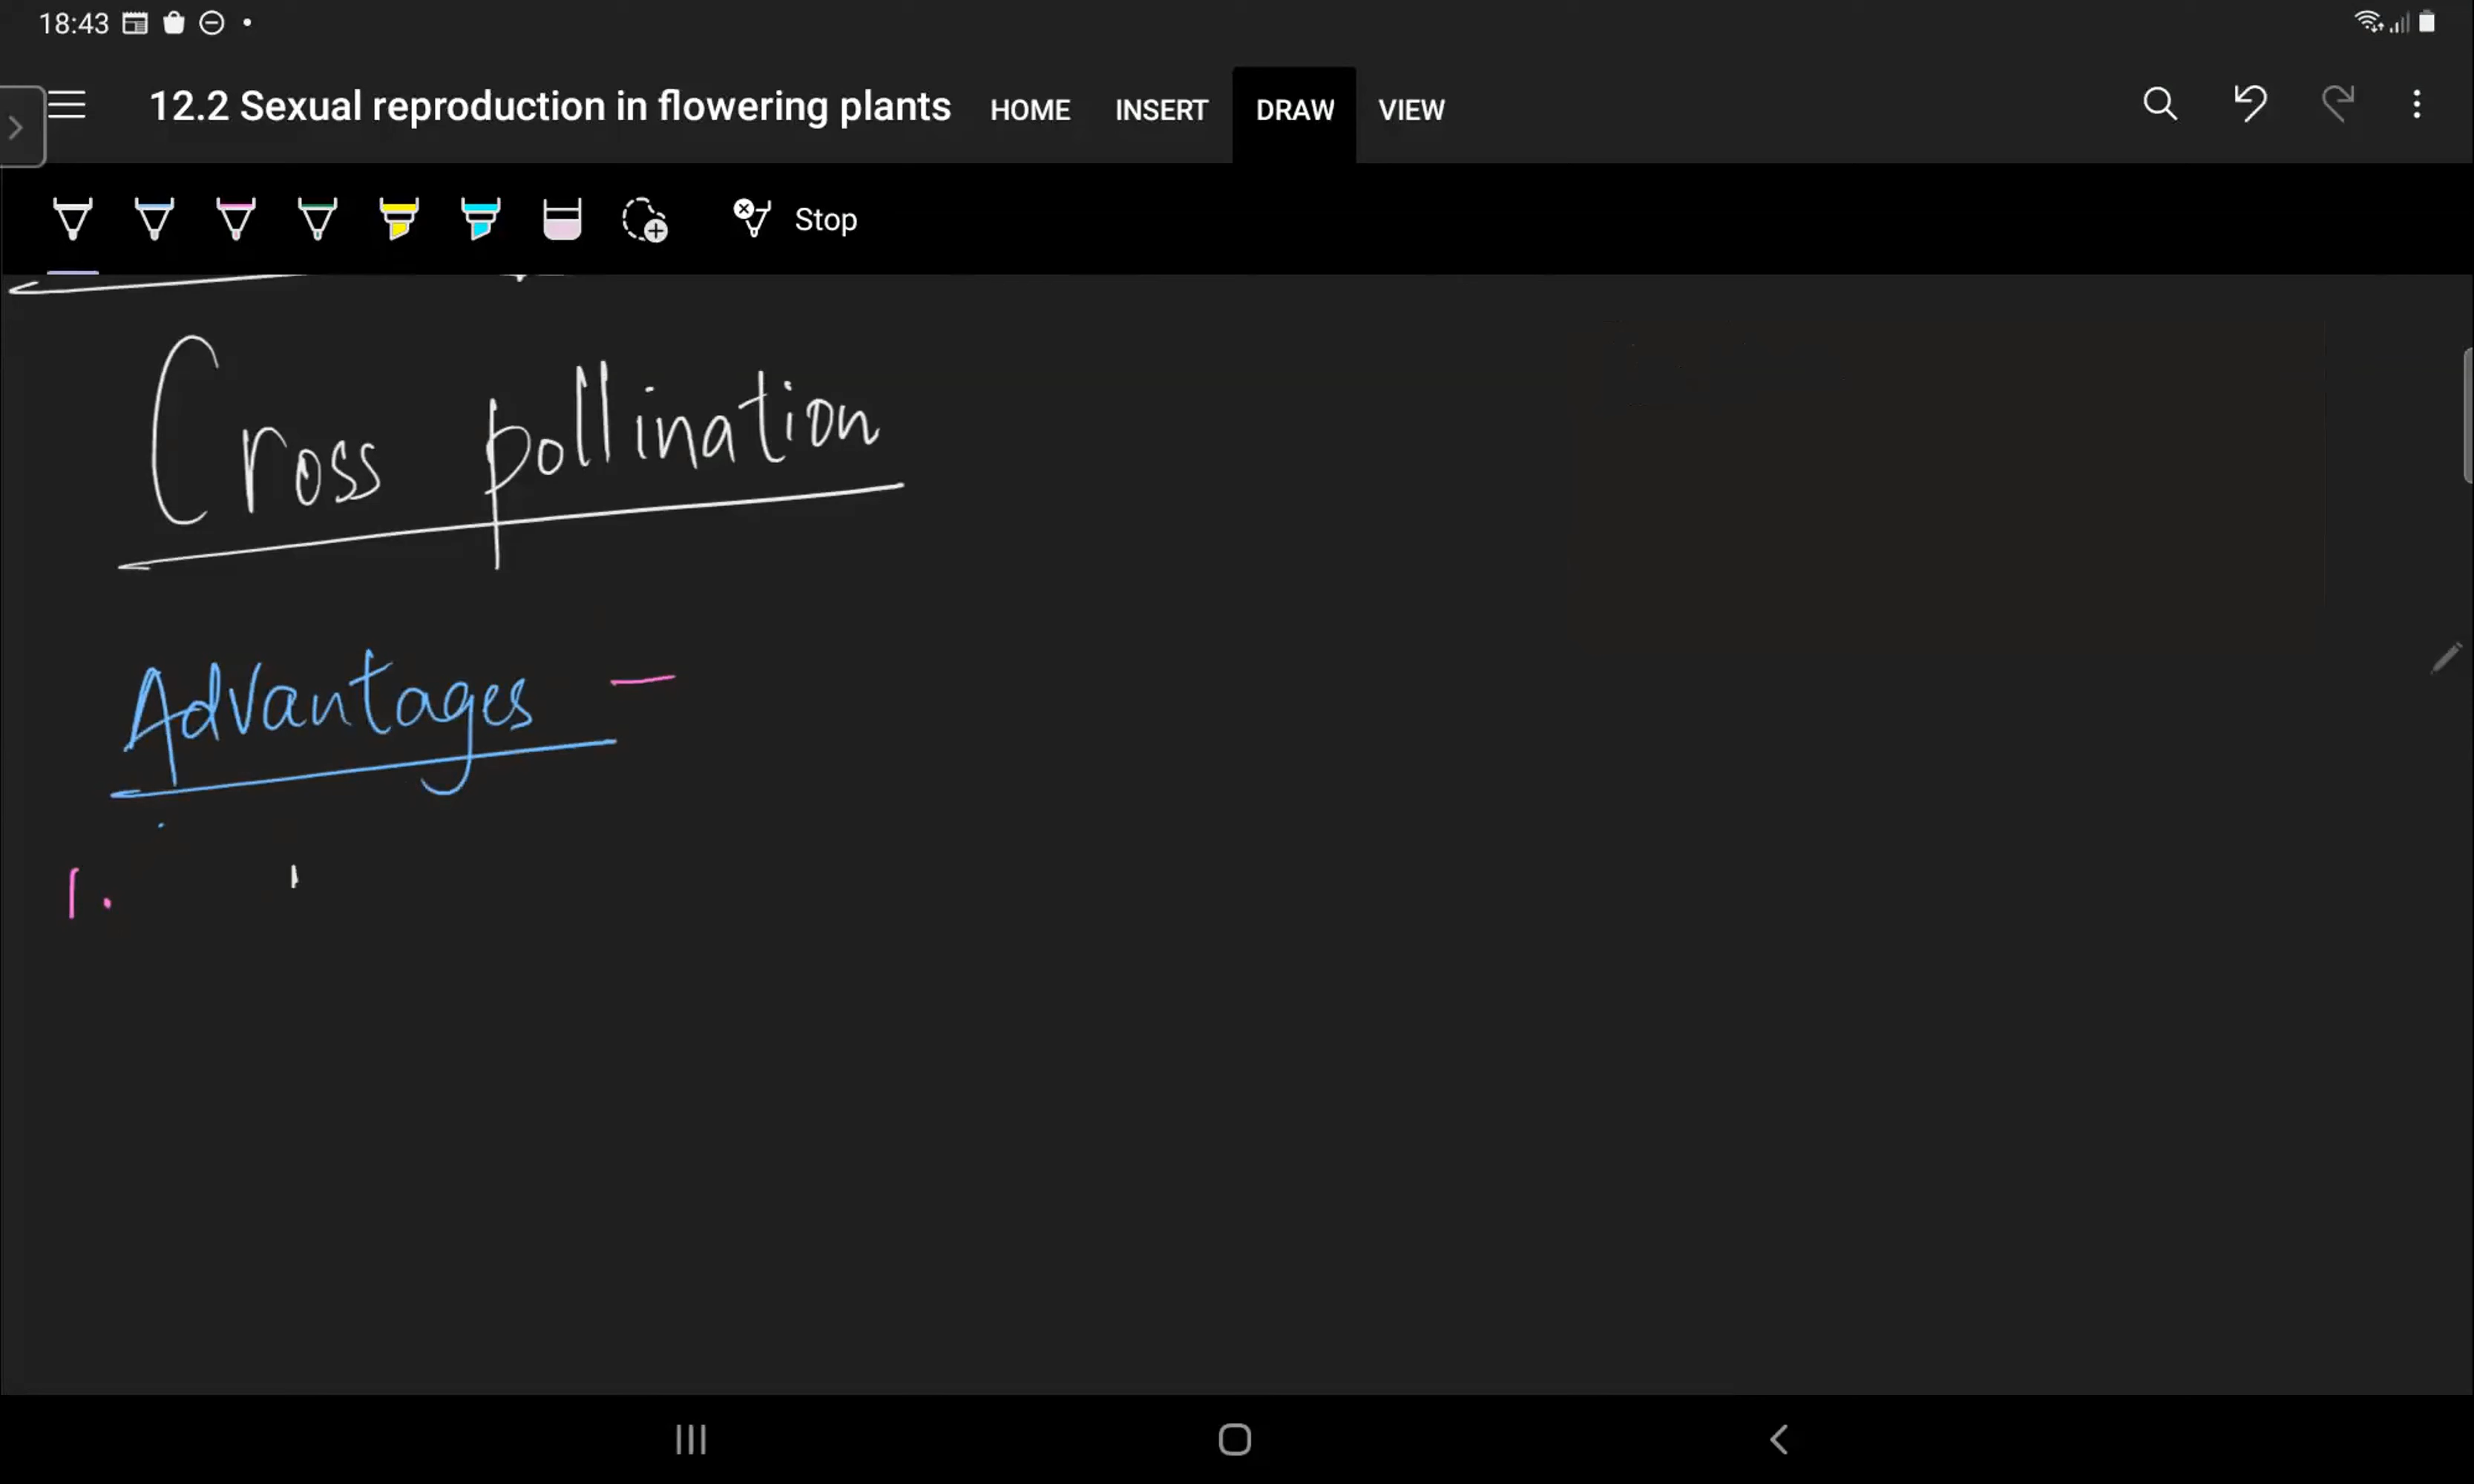 18:43
12.2 Sexual reproduction in flowering plants HOME INSERT DRAW VIEW
Stop
Cross pollination
Advantages —
1.